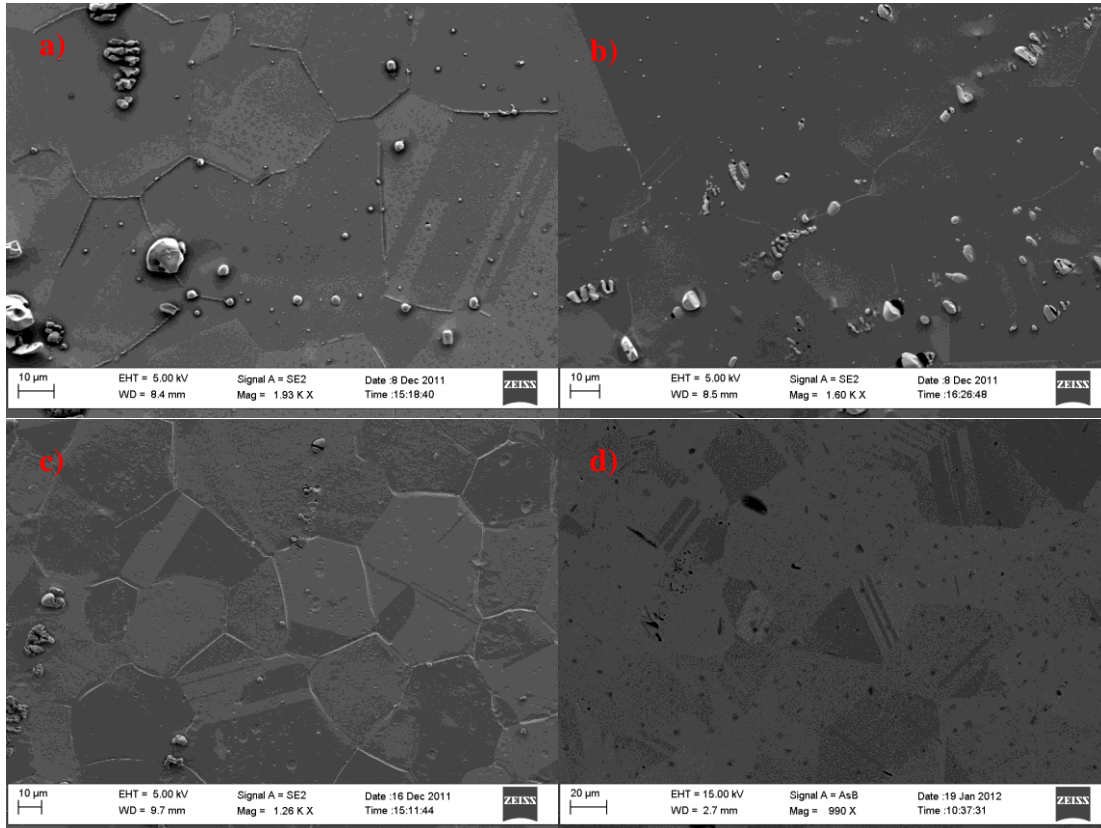 a)
b)
10 µm EHT = 5.00 kV Signal A = SE2 Date :8 Dec 2011 ZEISS
WD = 8.4 mm Mag = 1.93 K X Time :15:18:40
10 µm EHT = 5.00 kV Signal A = SE2 Date :8 Dec 2011 ZEISS
WD = 8.5 mm Mag = 1.60 K X Time :16:26:48
c)
d)
10 µm EHT = 5.00 kV Signal A = SE2 Date :16 Dec 2011 ZEISS
WD = 9.7 mm Mag = 1.26 K X Time :15:11:44
20 µm EHT = 15.00 kV Signal A = AsB Date :19 Jan 2012 ZEISS
WD = 2.7 mm Mag = 990 X Time :10:37:31